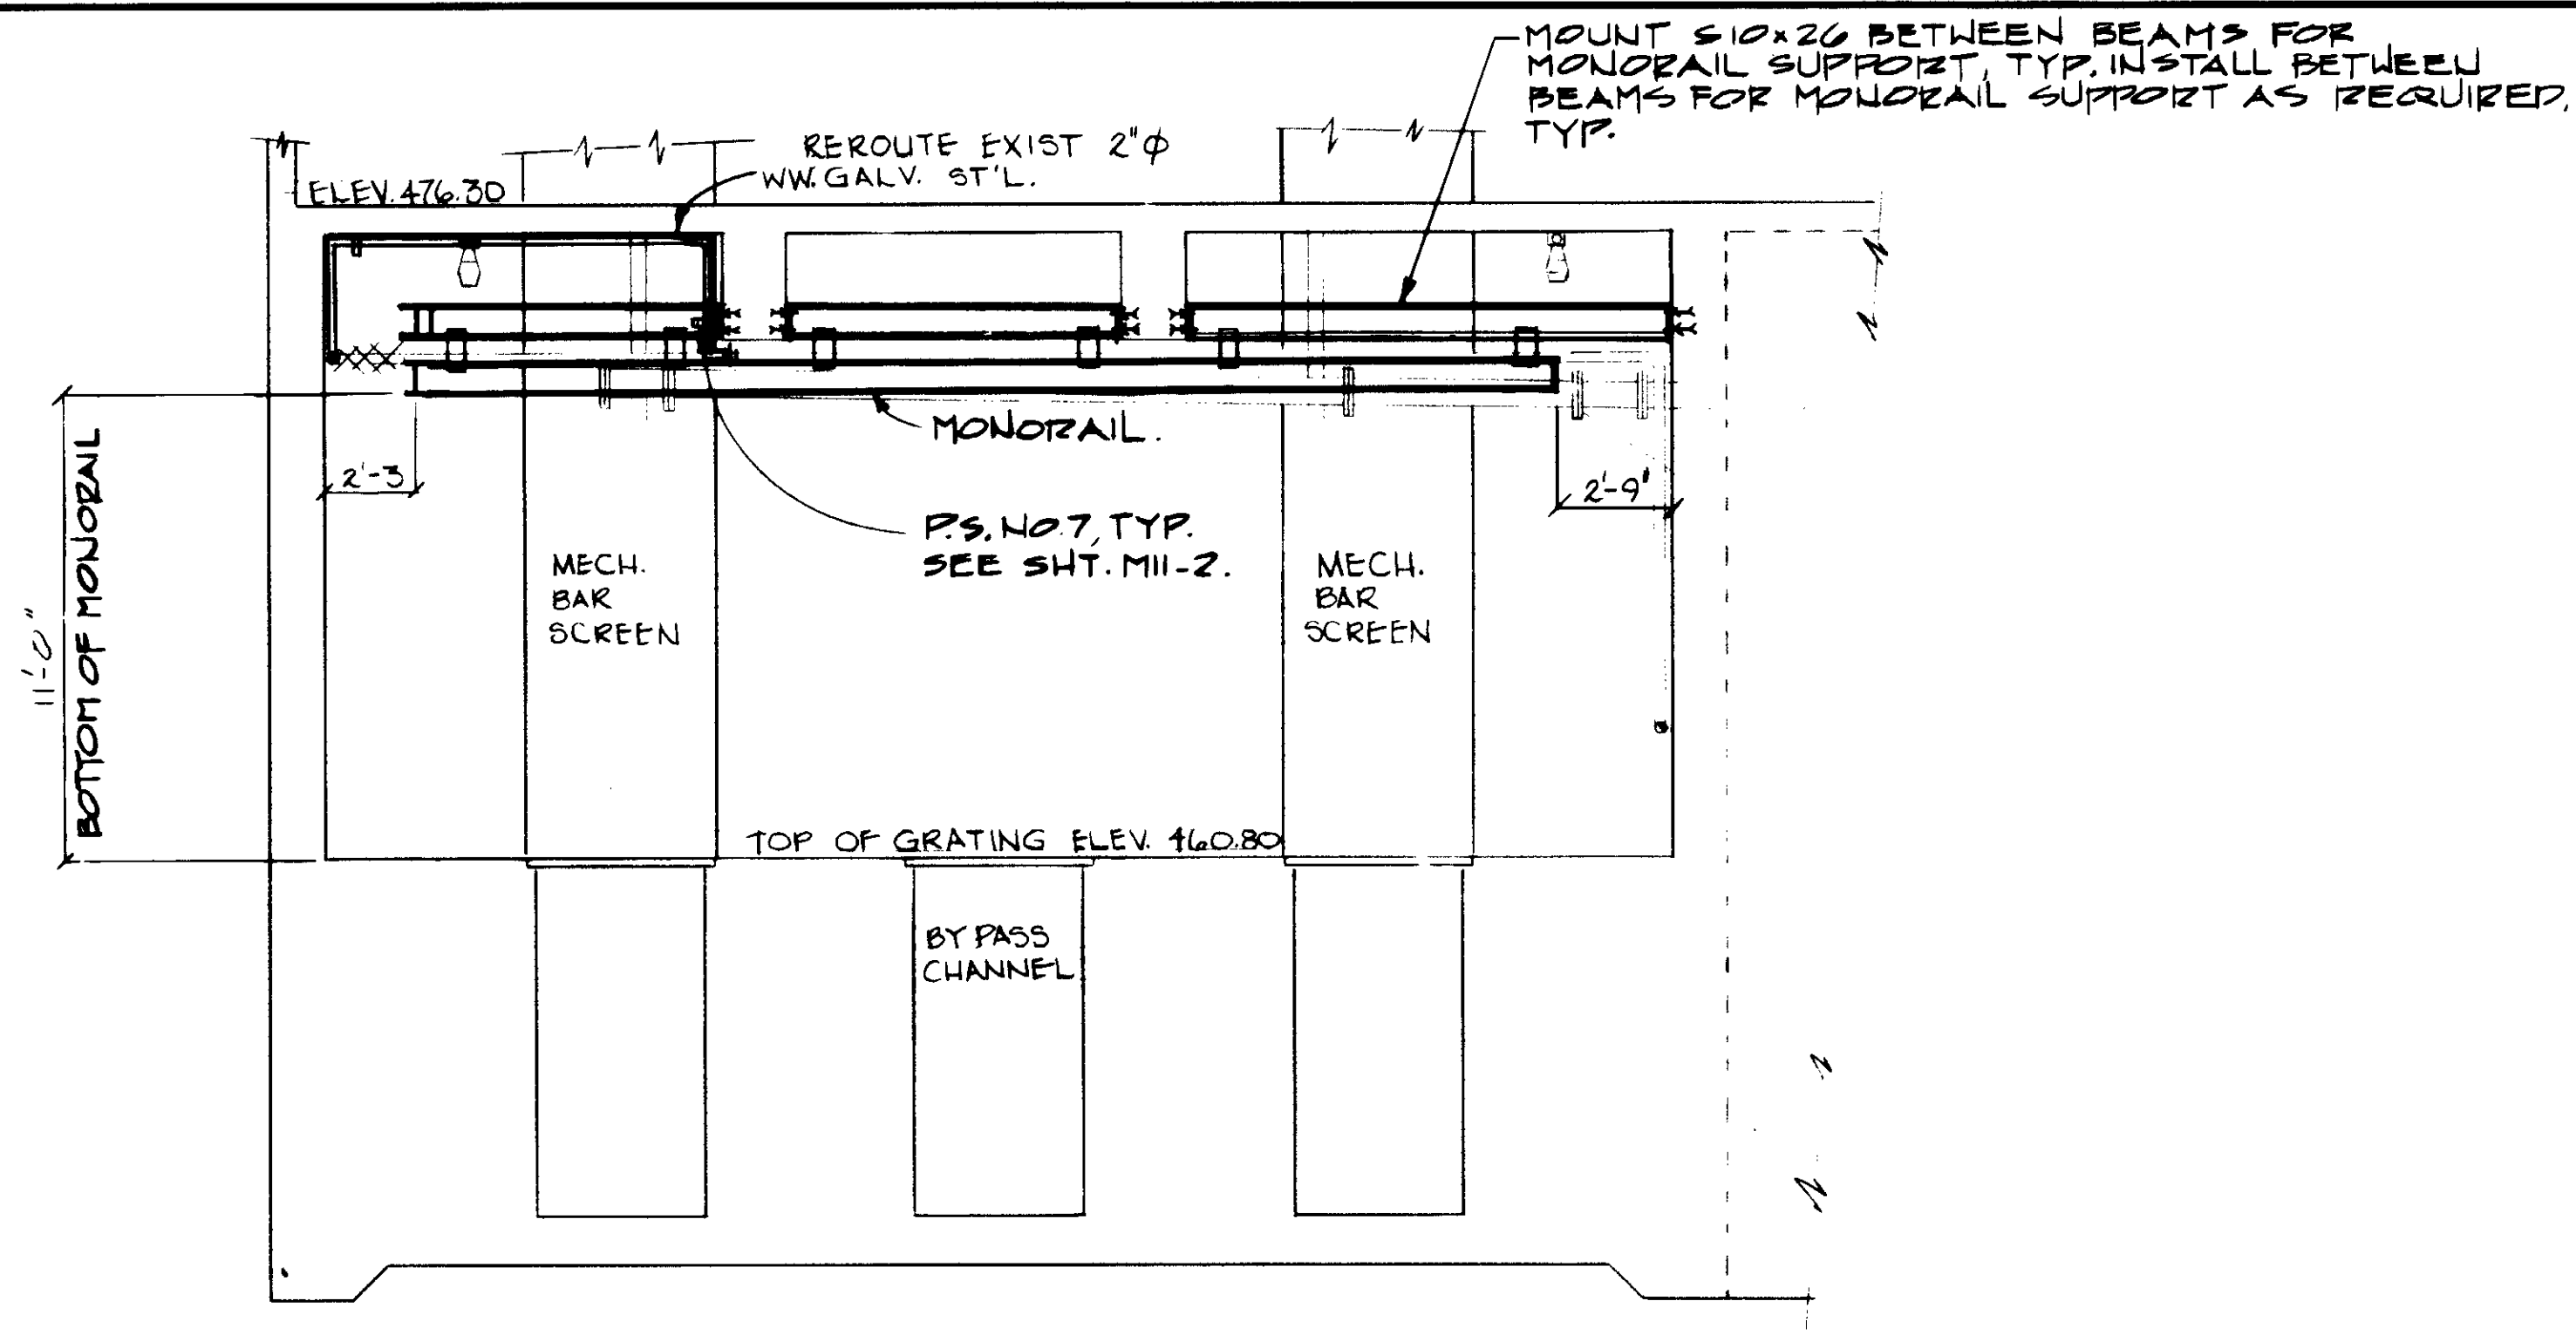 MOUNT S10x26 BETWEEN BEAMS FOR
MONORAIL SUPPORT, TYP. INSTALL BETWEEN
BEAMS FOR MONORAIL SUPPORT AS REQUIRED,
TYP.
REROUTE EXIST 2"φ
WW. GALV. ST'L.
ELEV. 476.30
MONORAIL.
2'-3
2'-9"
P.S. NO. 7, TYP.
SEE SHT. M11-2.
11'-0"
BOTTOM OF MONORAIL
MECH.
BAR
SCREEN
MECH.
BAR
SCREEN
TOP OF GRATING ELEV. 460.80
BY PASS
CHANNEL